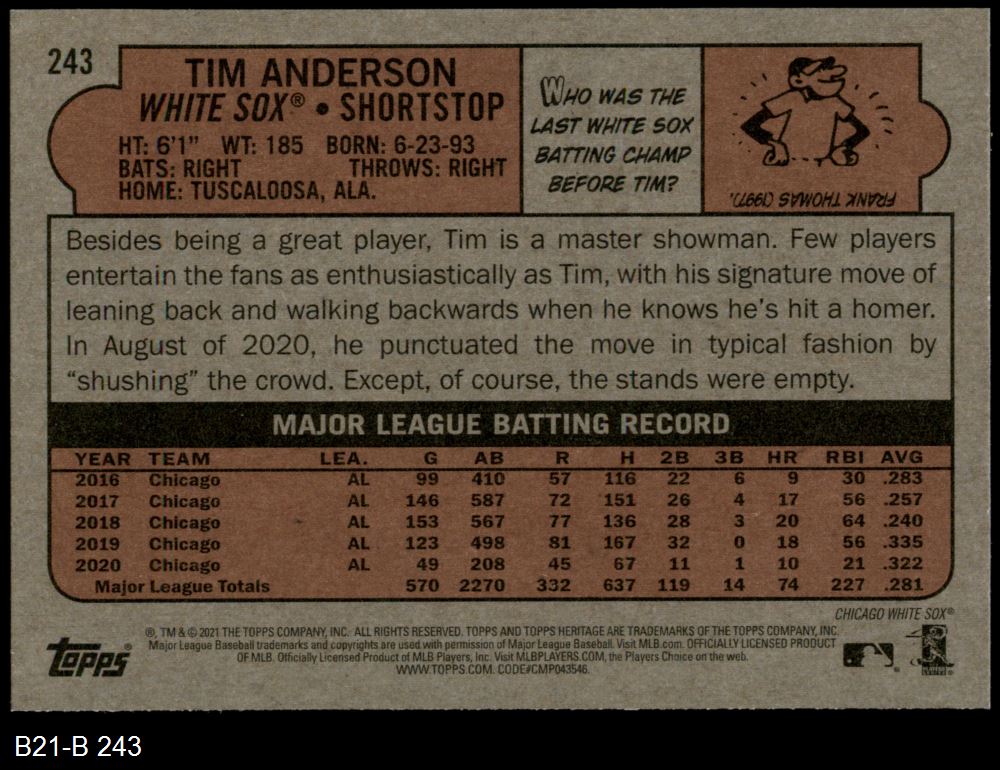 243
TIM ANDERSON
WHITE SOX® • SHORTSTOP
HT: 6'1" WT: 185 BORN: 6-23-93
BATS: RIGHT THROWS: RIGHT
HOME: TUSCALOOSA, ALA.
WHO WAS THE
LAST WHITE SOX
BATTING CHAMP
BEFORE TIM?
FRANK THOMAS (1997).
Besides being a great player, Tim is a master showman. Few players
entertain the fans as enthusiastically as Tim, with his signature move of
leaning back and walking backwards when he knows he's hit a homer.
In August of 2020, he punctuated the move in typical fashion by
“shushing” the crowd. Except, of course, the stands were empty.
MAJOR LEAGUE BATTING RECORD
YEAR TEAM LEA. G AB R H 2B 3B HR RBI AVG
2016 Chicago AL 99 410 57 116 22 6 9 30 .283
2017 Chicago AL 146 587 72 151 26 4 17 56 .257
2018 Chicago AL 153 567 77 136 28 3 20 64 .240
2019 Chicago AL 123 498 81 167 32 0 18 56 .335
2020 Chicago AL 49 208 45 67 11 1 10 21 .322
Major League Totals 570 2270 332 637 119 14 74 227 .281
CHICAGO WHITE SOX®
®, TM & © 2021 THE TOPPS COMPANY, INC. ALL RIGHTS RESERVED. TOPPS AND TOPPS HERITAGE ARE TRADEMARKS OF THE TOPPS COMPANY, INC.
Major League Baseball trademarks and copyrights are used with permission of Major League Baseball. Visit MLB.com. OFFICIALLY LICENSED PRODUCT
OF MLB. Officially Licensed Product of MLB Players, Inc. Visit MLBPLAYERS.COM, the Players Choice on the web.
WWW.TOPPS.COM. CODE#CMP043546.
topps®
B21-B 243